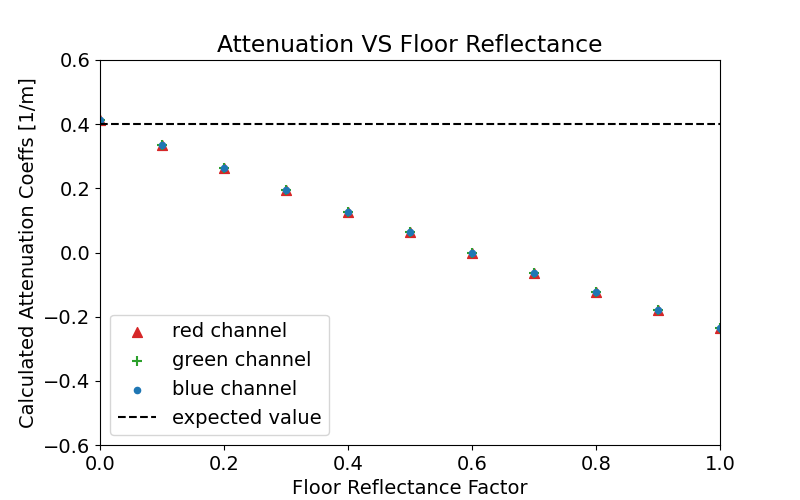 Attenuation VS Floor Reflectance
Calculated Attenuation Coeffs [1/m]
0.6
0.4
0.2
0.0
−0.2
−0.4
−0.6
red channel
green channel
blue channel
expected value
0.0 0.2 0.4 0.6 0.8 1.0
Floor Reflectance Factor